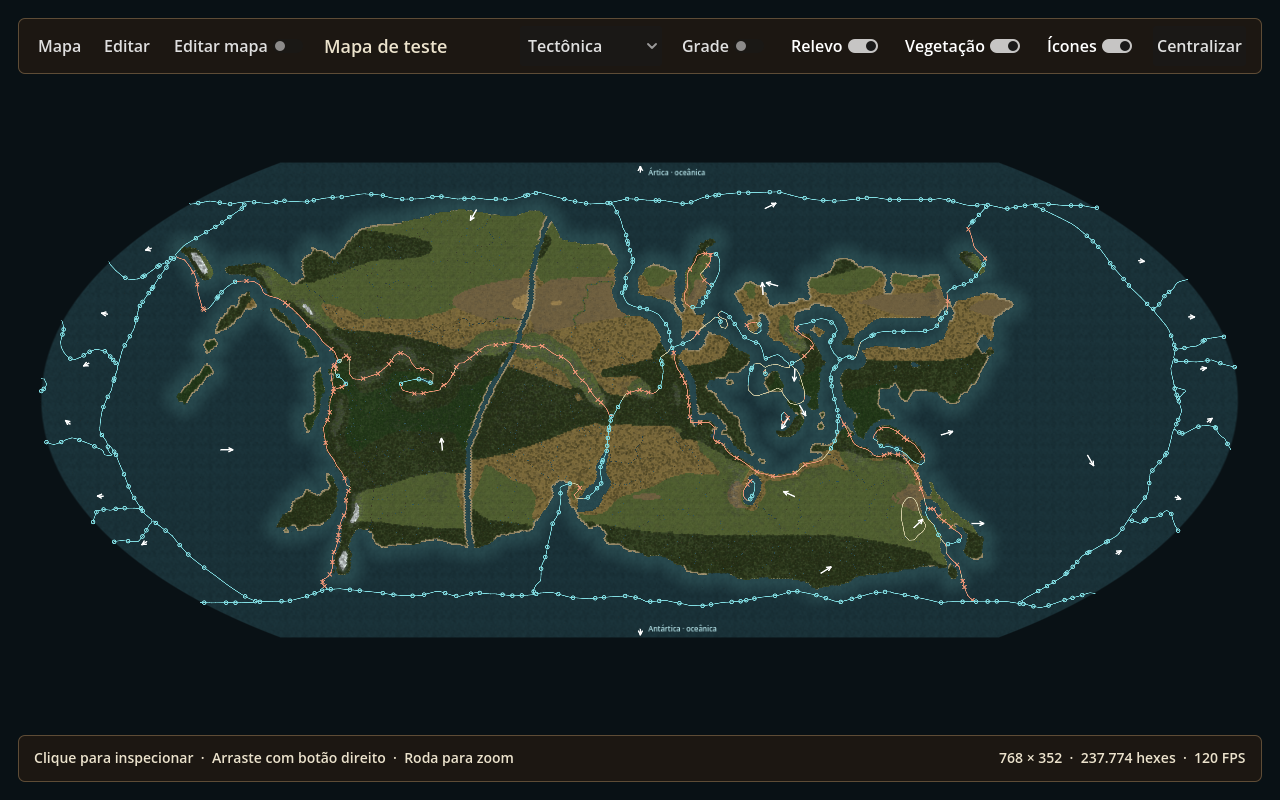 Mapa Editar Editar mapa Mapa de teste Tectônica Grade Relevo Vegetação Ícones Centralizar
Ártica · oceânica
Antártica · oceânica
Clique para inspecionar · Arraste com botão direito · Roda para zoom 768 × 352 · 237.774 hexes · 120 FPS